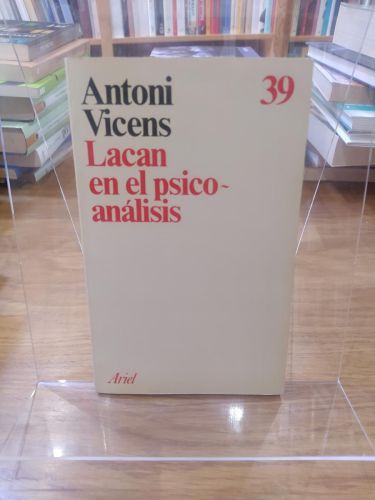 Antoni
Vicens
39
Lacan
en el psico-
análisis
Ariel